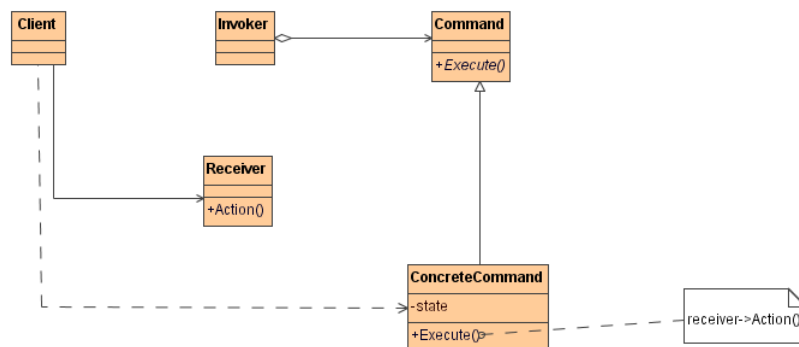 Client
Invoker
Command
+Execute()
Receiver
+Action()
ConcreteCommand
-state
+Execute()
receiver->Action()